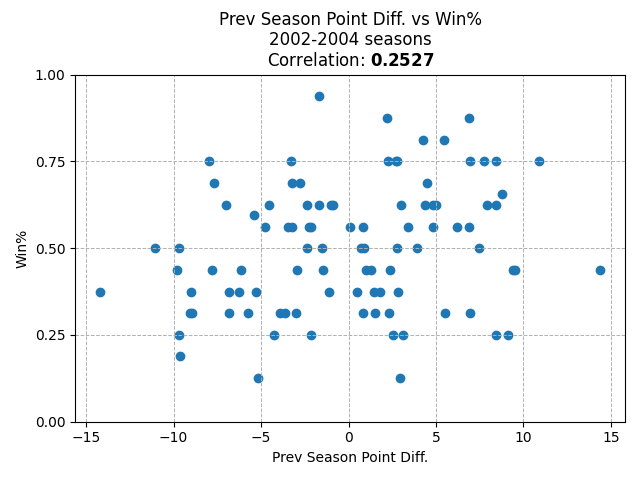 Prev Season Point Diff. vs Win%
2002-2004 seasons
Correlation: 0.2527
1.00
0.75
0.50
0.25
0.00
Win%
−15 −10 −5 0 5 10 15
Prev Season Point Diff.